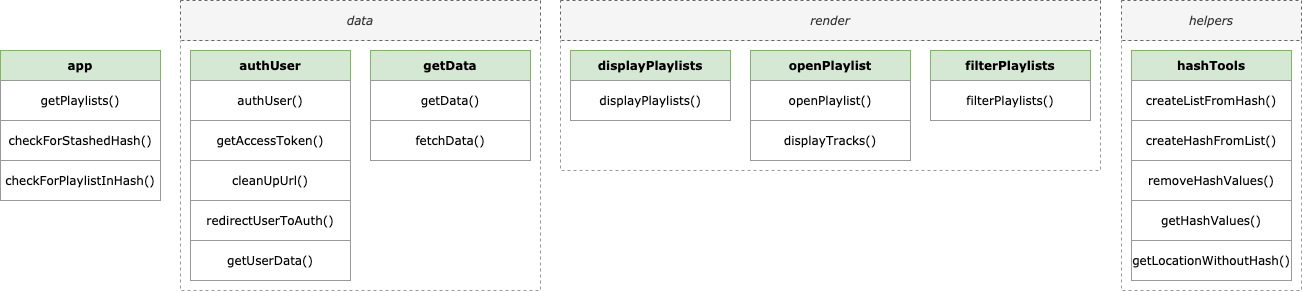 app
getPlaylists()
checkForStashedHash()
checkForPlaylistInHash()
data
authUser
authUser()
getAccessToken()
cleanUpUrl()
redirectUserToAuth()
getUserData()
getData
getData()
fetchData()
render
displayPlaylists
displayPlaylists()
openPlaylist
openPlaylist()
displayTracks()
filterPlaylists
filterPlaylists()
helpers
hashTools
createListFromHash()
createHashFromList()
removeHashValues()
getHashValues()
getLocationWithoutHash()